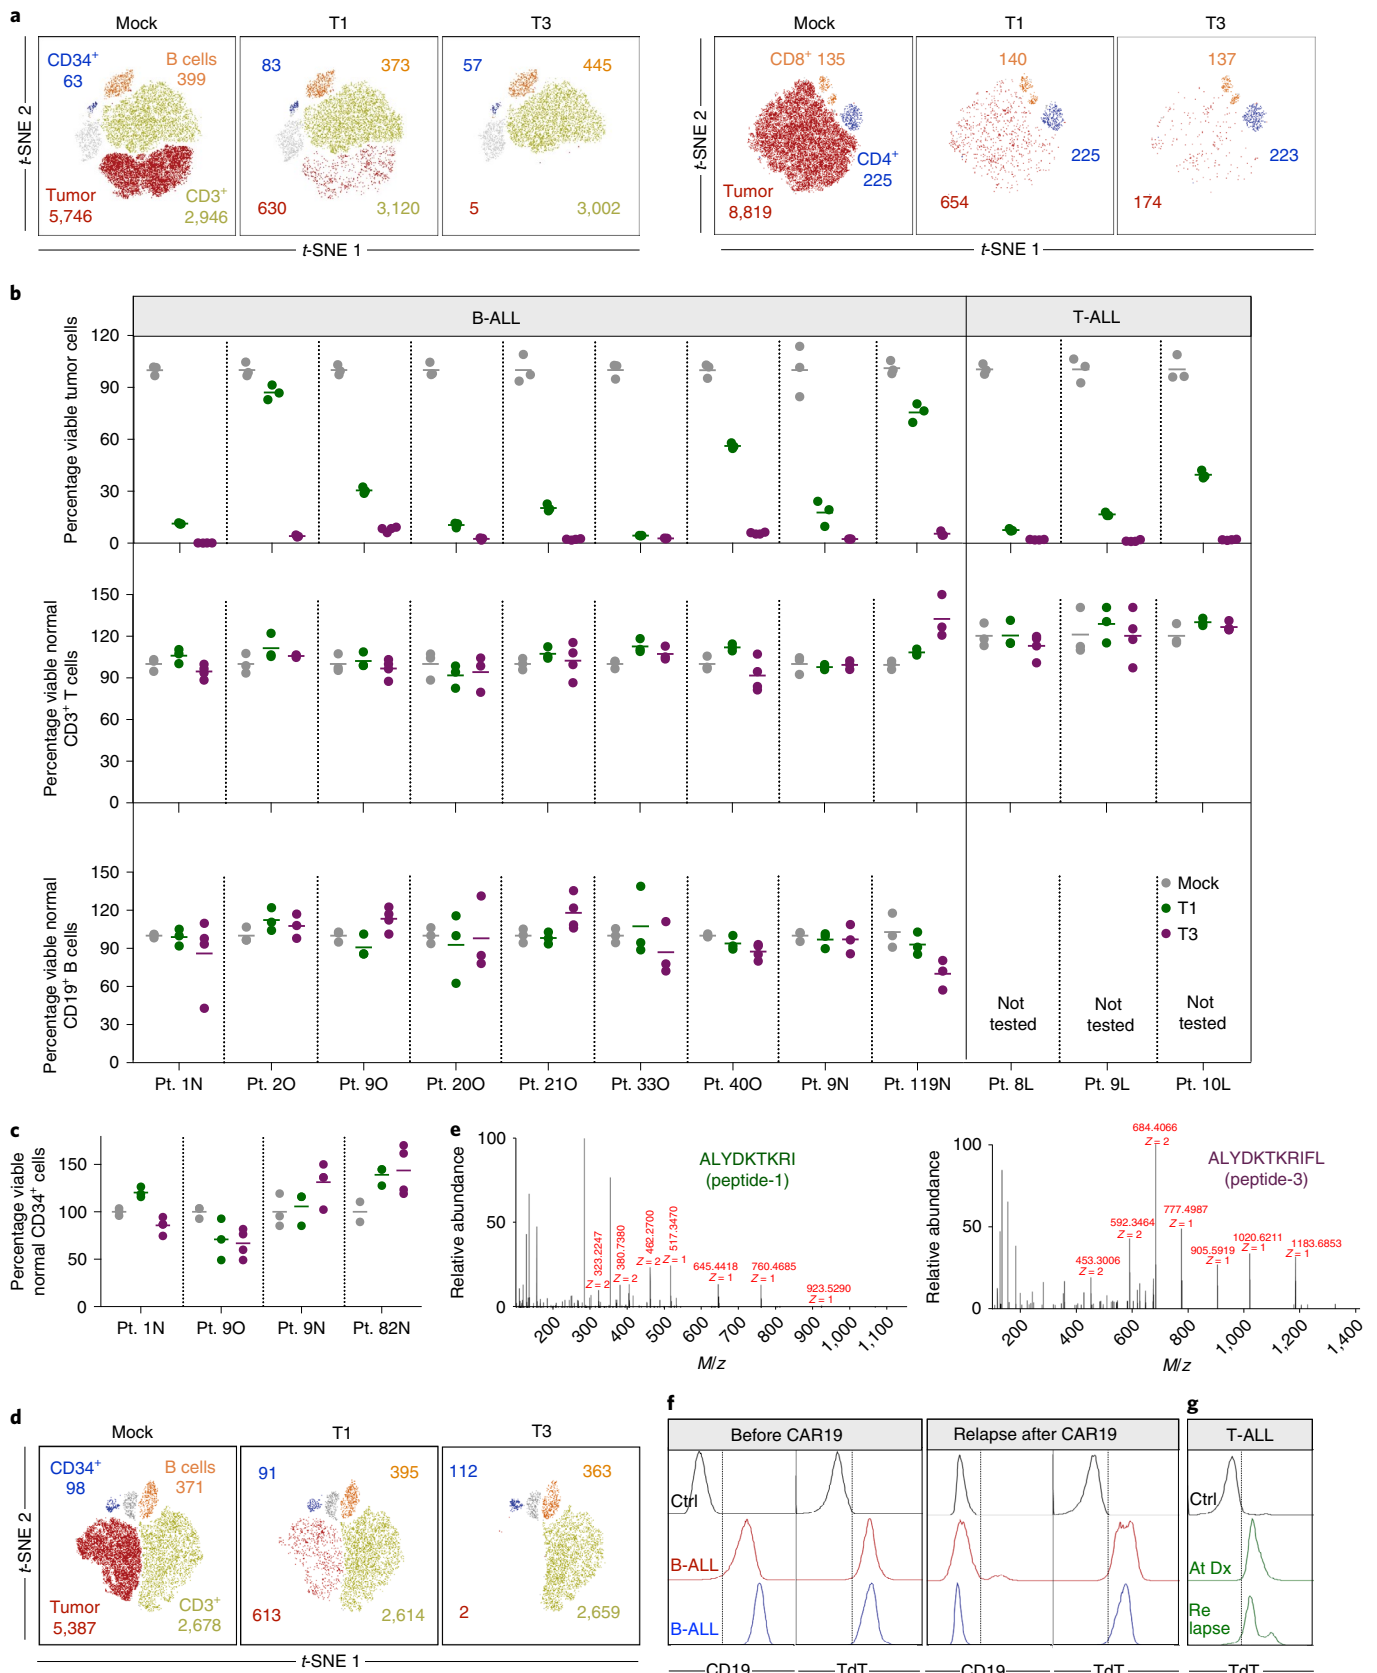 a
Mock
T1
T3
CD34+
63
B cells
399
Tumor
5,746
CD3+
2,946
83
373
630
3,120
57
445
5
3,002
t-SNE 2
t-SNE 1
Mock
T1
T3
CD8+ 135
CD4+
225
Tumor
8,819
140
225
654
137
223
174
t-SNE 2
t-SNE 1
b
B-ALL
T-ALL
Percentage viable tumor cells
120
90
60
30
0
Percentage viable normal
CD3+ T cells
150
120
90
60
30
0
Percentage viable normal
CD19+ B cells
150
120
90
60
30
0
Mock
T1
T3
Not
tested
Not
tested
Not
tested
Pt. 1N
Pt. 2O
Pt. 9O
Pt. 20O
Pt. 21O
Pt. 33O
Pt. 40O
Pt. 9N
Pt. 119N
Pt. 8L
Pt. 9L
Pt. 10L
c
Percentage viable
normal CD34+ cells
150
100
50
0
Pt. 1N
Pt. 9O
Pt. 9N
Pt. 82N
e
Relative abundance
100
50
0
ALYDKTKRI
(peptide-1)
323.2247
Z = 2
380.7380
Z = 2
462.2700
Z = 2
517.3470
Z = 1
645.4418
Z = 1
760.4685
Z = 1
923.5290
Z = 1
200
300
400
500
600
700
800
900
1,000
1,100
M/z
Relative abundance
100
50
0
684.4066
Z = 2
ALYDKTKRIFL
(peptide-3)
777.4987
Z = 1
592.3464
Z = 2
453.3006
Z = 2
905.5919
Z = 1
1020.6211
Z = 1
1183.6853
Z = 1
200
400
600
800
1,000
1,200
1,400
M/z
d
Mock
T1
T3
CD34+
98
B cells
371
Tumor
5,387
CD3+
2,678
91
395
613
2,614
112
363
2
2,659
t-SNE 2
t-SNE 1
f
Before CAR19
Relapse after CAR19
Ctrl
B-ALL
B-ALL
CD19
TdT
CD19
TdT
g
T-ALL
Ctrl
At Dx
Re
lapse
TdT